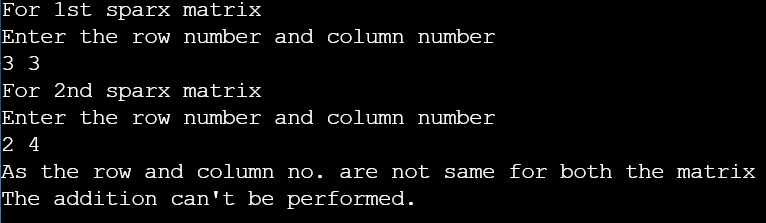 For 1st sparx matrix
Enter the row number and column number
3 3
For 2nd sparx matrix
Enter the row number and column number
2 4
As the row and column no. are not same for both the matrix
The addition can't be performed.